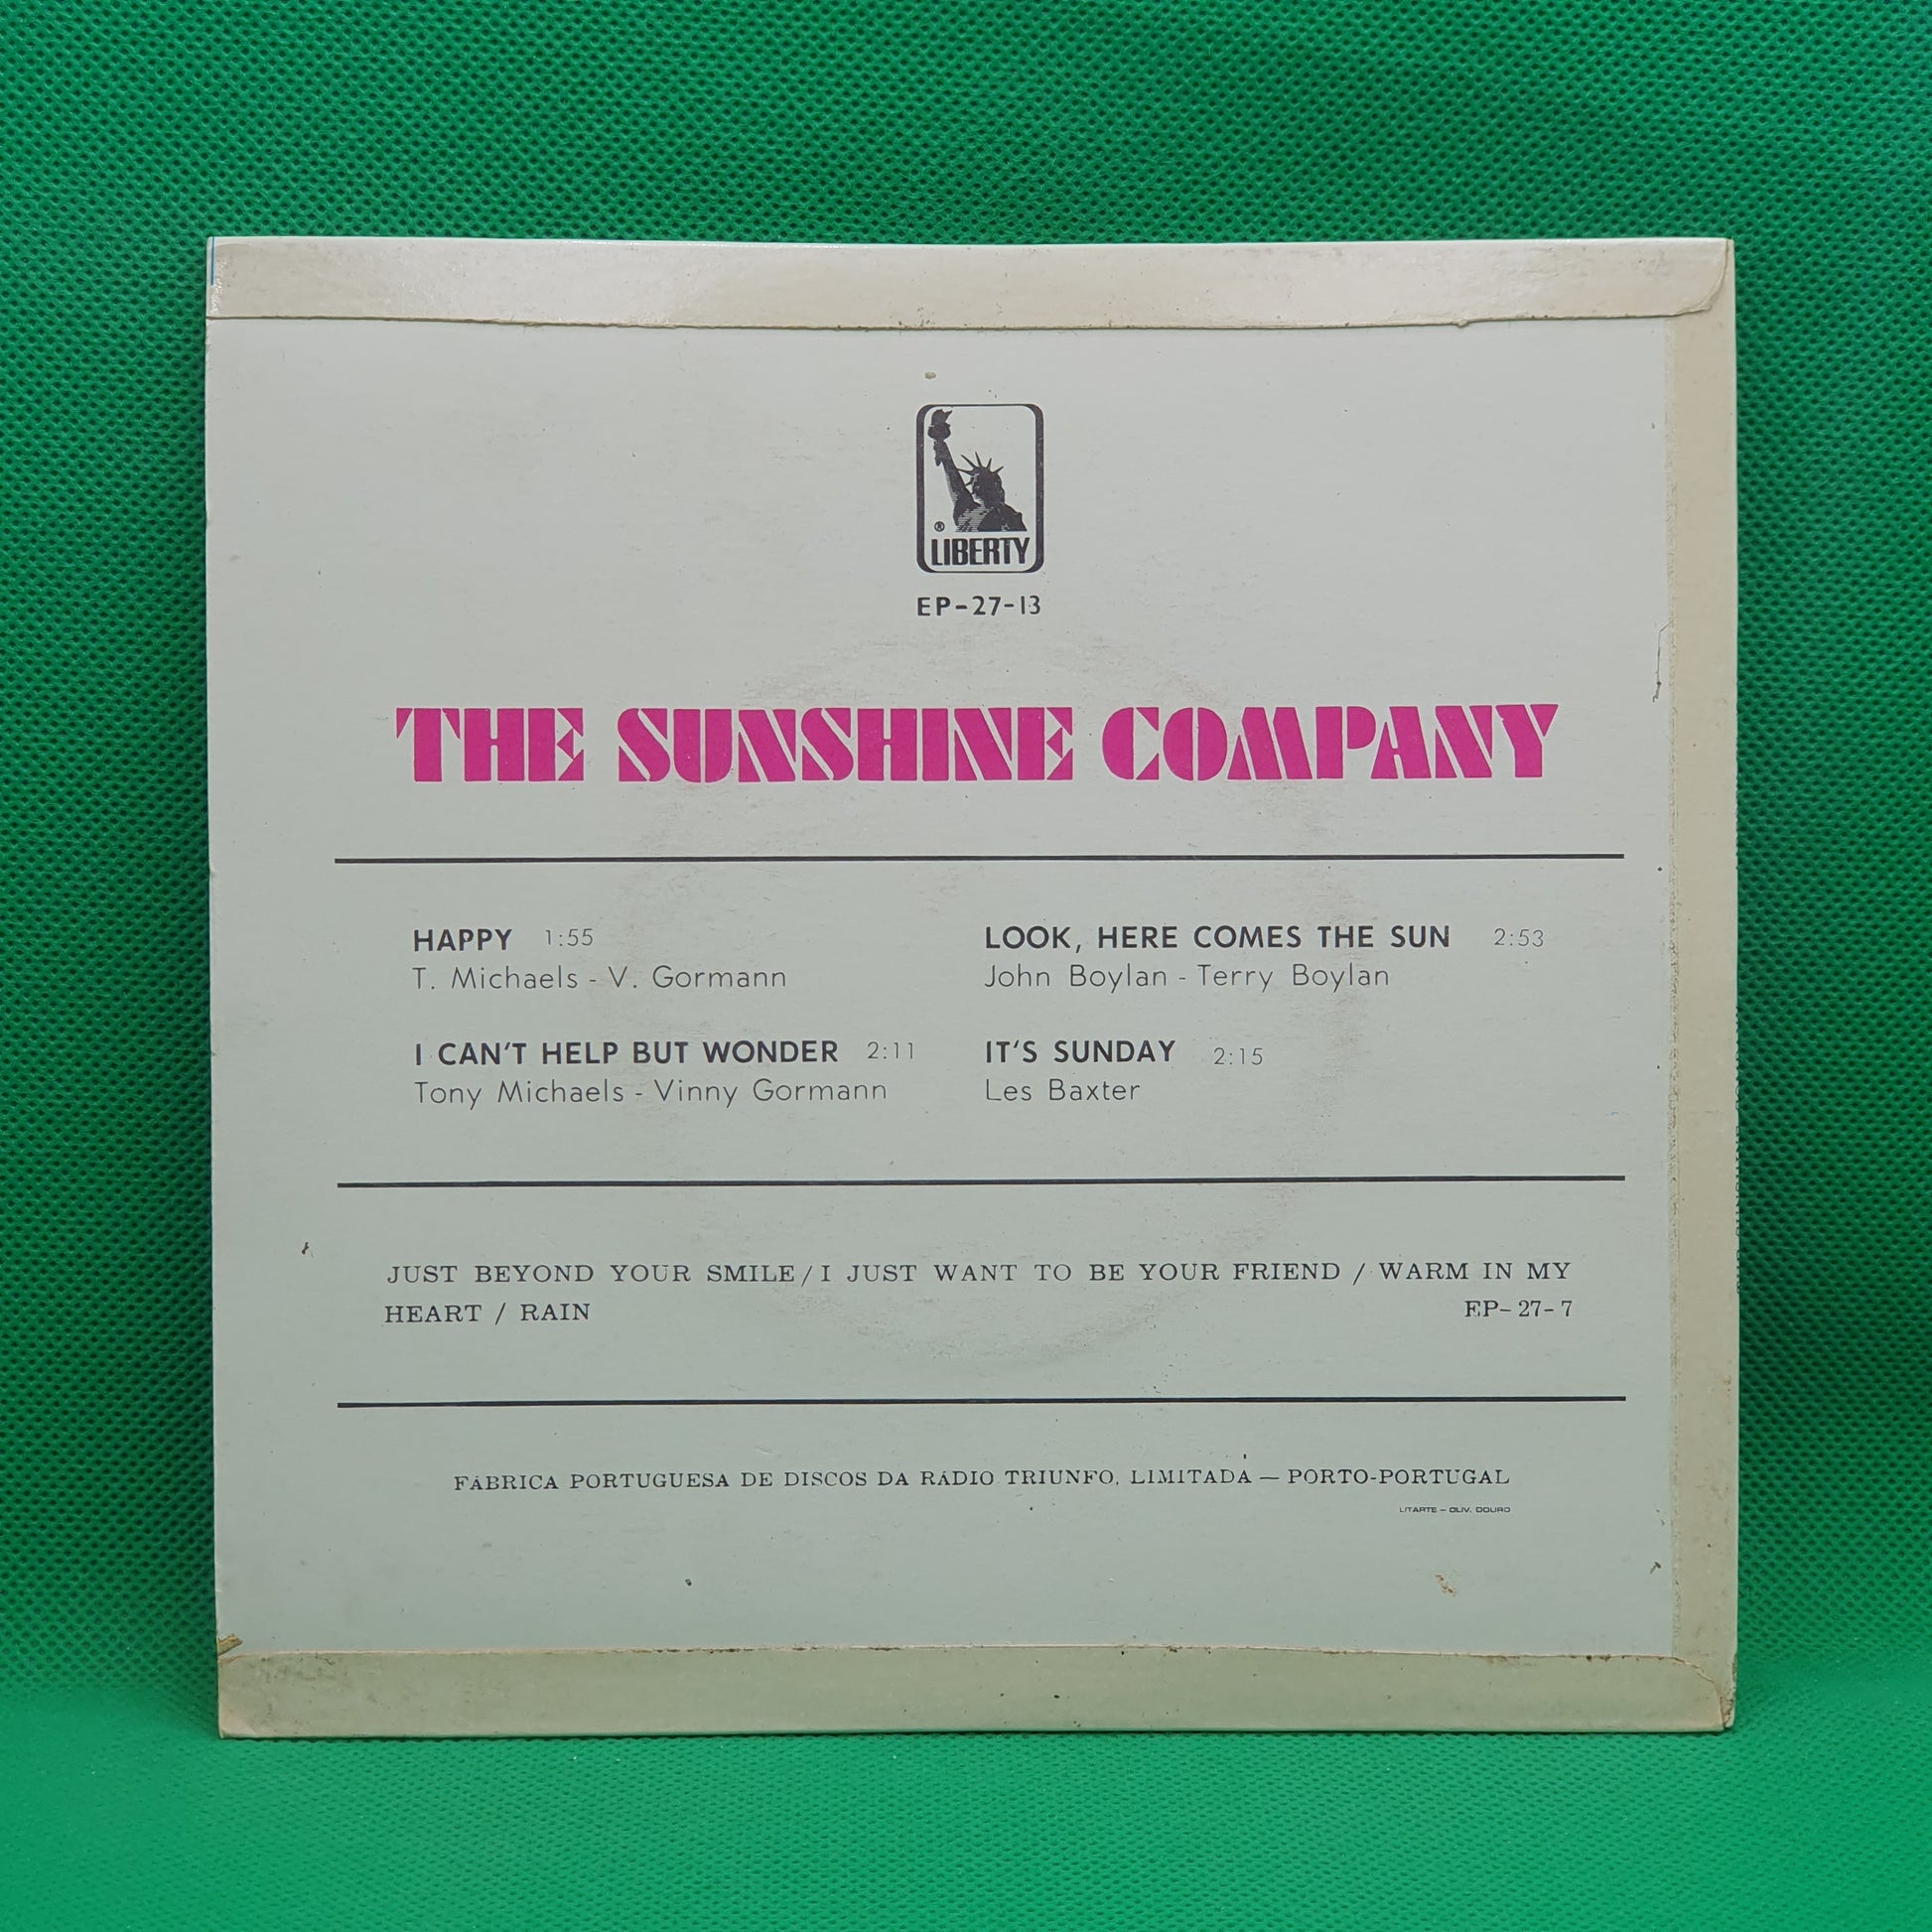 ®
LIBERTY
EP-27-13
THE SUNSHINE COMPANY
HAPPY 1:55
T. Michaels - V. Gormann
I CAN'T HELP BUT WONDER 2:11
Tony Michaels - Vinny Gormann
LOOK, HERE COMES THE SUN 2:53
John Boylan - Terry Boylan
IT'S SUNDAY 2:15
Les Baxter
JUST BEYOND YOUR SMILE / I JUST WANT TO BE YOUR FRIEND / WARM IN MY
HEART / RAIN EP-27-7
FÁBRICA PORTUGUESA DE DISCOS DA RÁDIO TRIUNFO, LIMITADA — PORTO-PORTUGAL
LITARTE - OLIV. DOURO